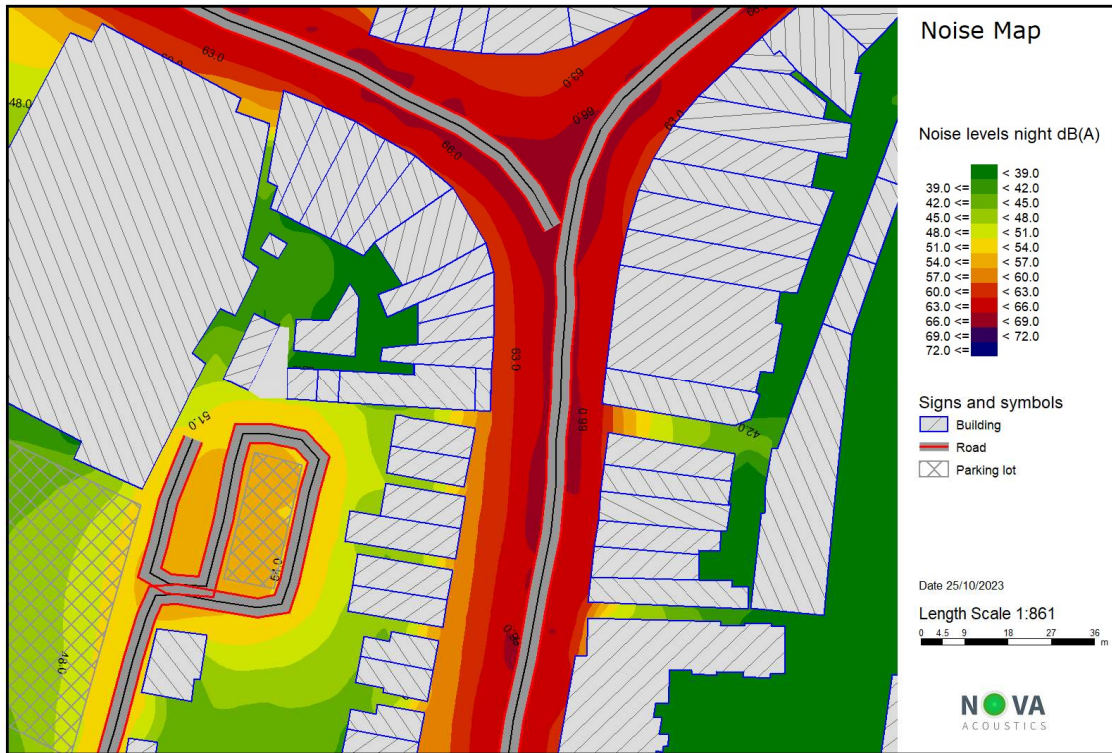 Noise Map
Noise levels night dB(A)
< 39.0
39.0 <= < 42.0
42.0 <= < 45.0
45.0 <= < 48.0
48.0 <= < 51.0
51.0 <= < 54.0
54.0 <= < 57.0
57.0 <= < 60.0
60.0 <= < 63.0
63.0 <= < 66.0
66.0 <= < 69.0
69.0 <= < 72.0
72.0 <=
Signs and symbols
Building
Road
Parking lot
Date 25/10/2023
Length Scale 1:861
0 4.5 9 18 27 36
m
NOVA
ACOUSTICS
63.0
48.0
66.0
63.0
66.0
63.0
63.0
66.0
42.0
51.0
54.0
48.0
66.0